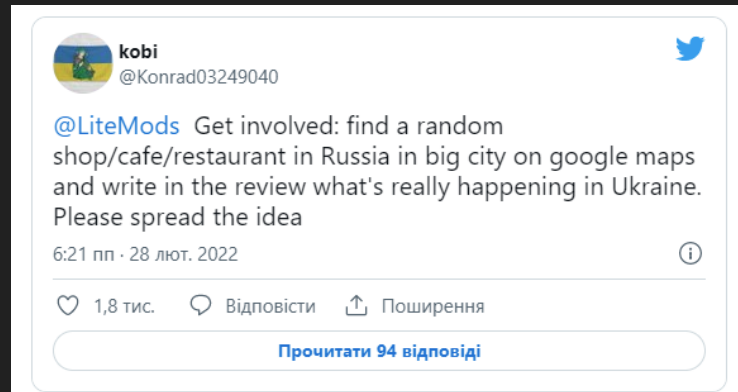 kobi
@Konrad03249040
@LiteMods Get involved: find a random
shop/cafe/restaurant in Russia in big city on google maps
and write in the review what's really happening in Ukraine.
Please spread the idea
6:21 пп · 28 лют. 2022
1,8 тис. Відповісти Поширення
Прочитати 94 відповіді